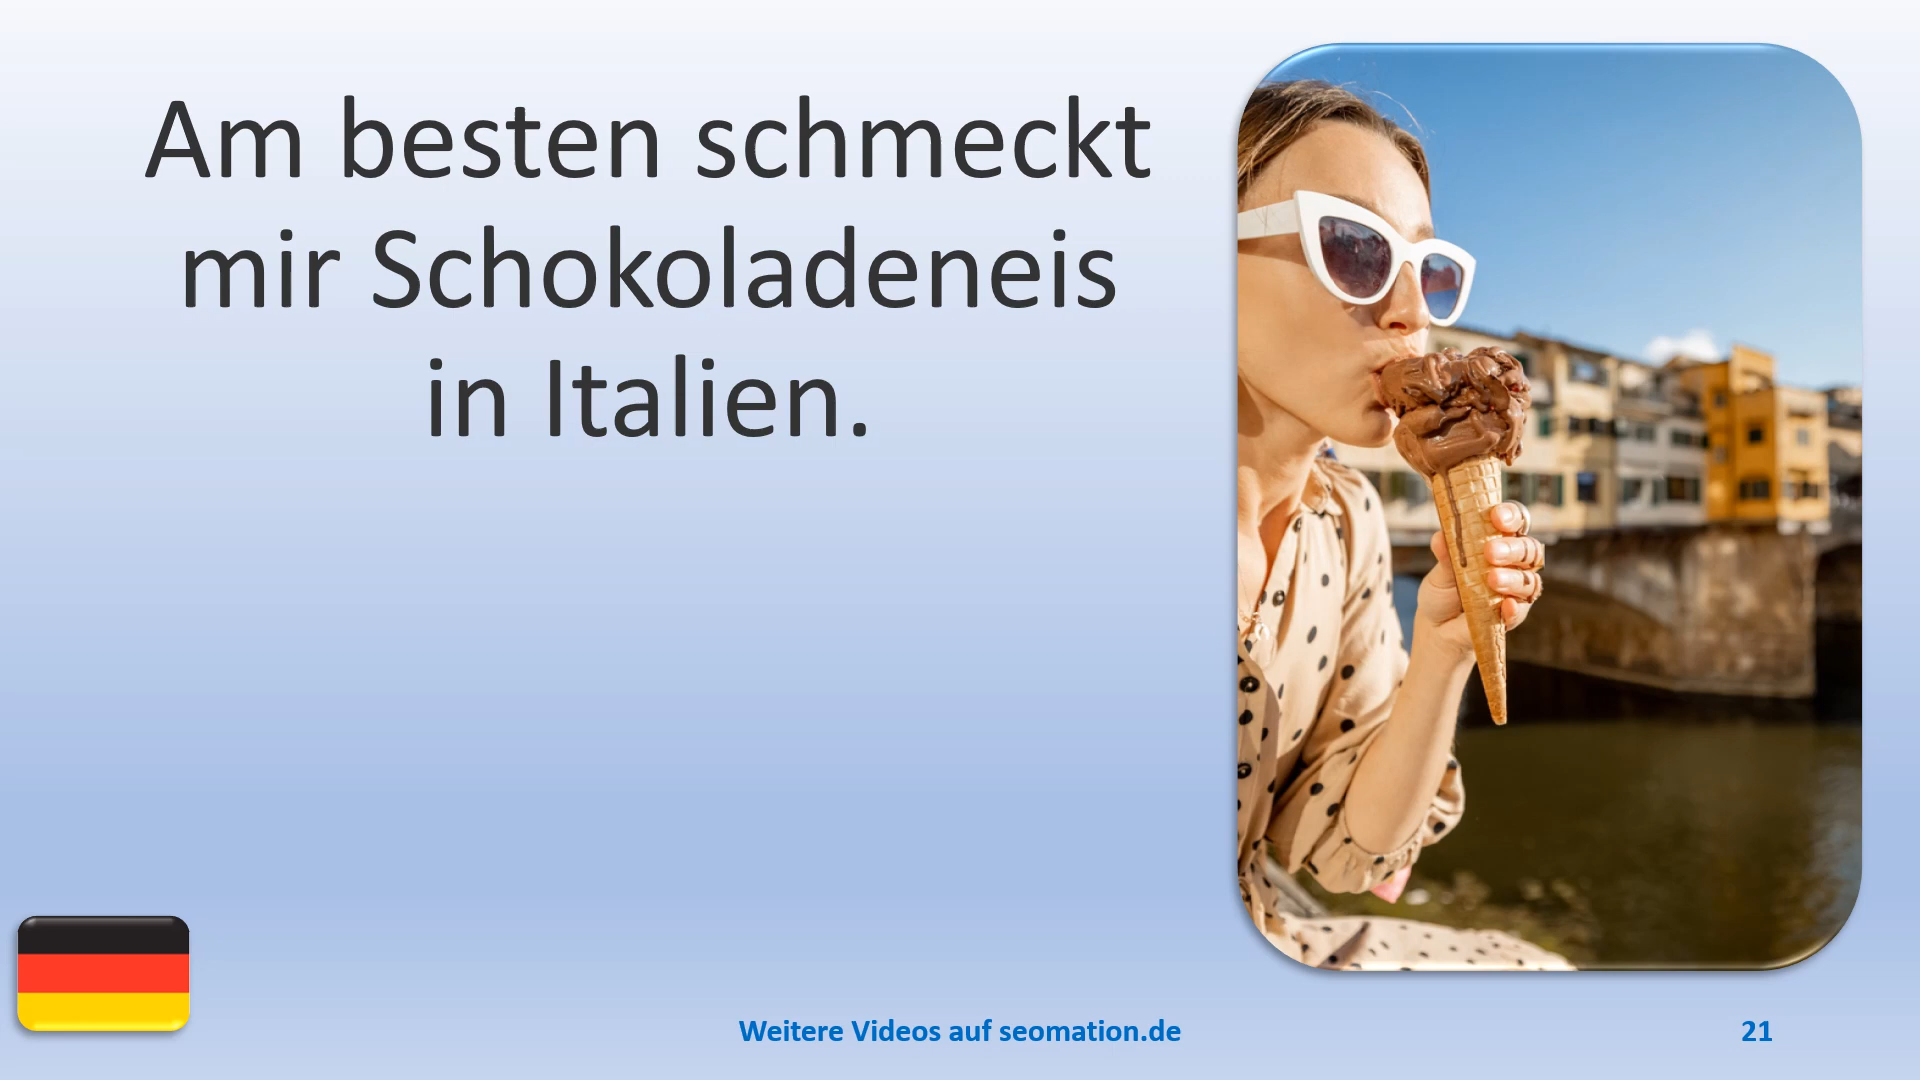 Am besten schmeckt
mir Schokoladeneis
in Italien.
Weitere Videos auf seomation.de
21